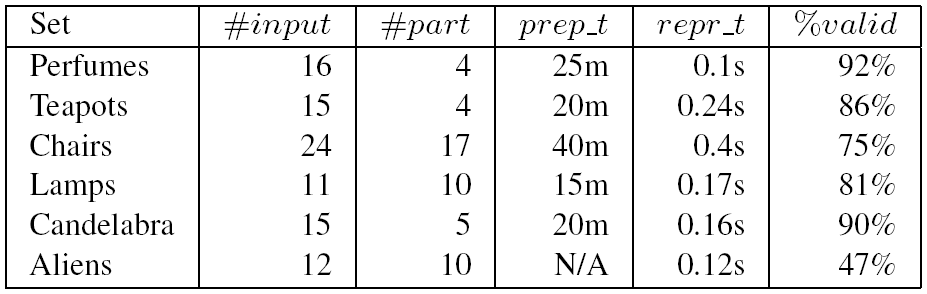 Set #input #part prep_t repr_t %valid
Perfumes 16 4 25m 0.1s 92%
Teapots 15 4 20m 0.24s 86%
Chairs 24 17 40m 0.4s 75%
Lamps 11 10 15m 0.17s 81%
Candelabra 15 5 20m 0.16s 90%
Aliens 12 10 N/A 0.12s 47%